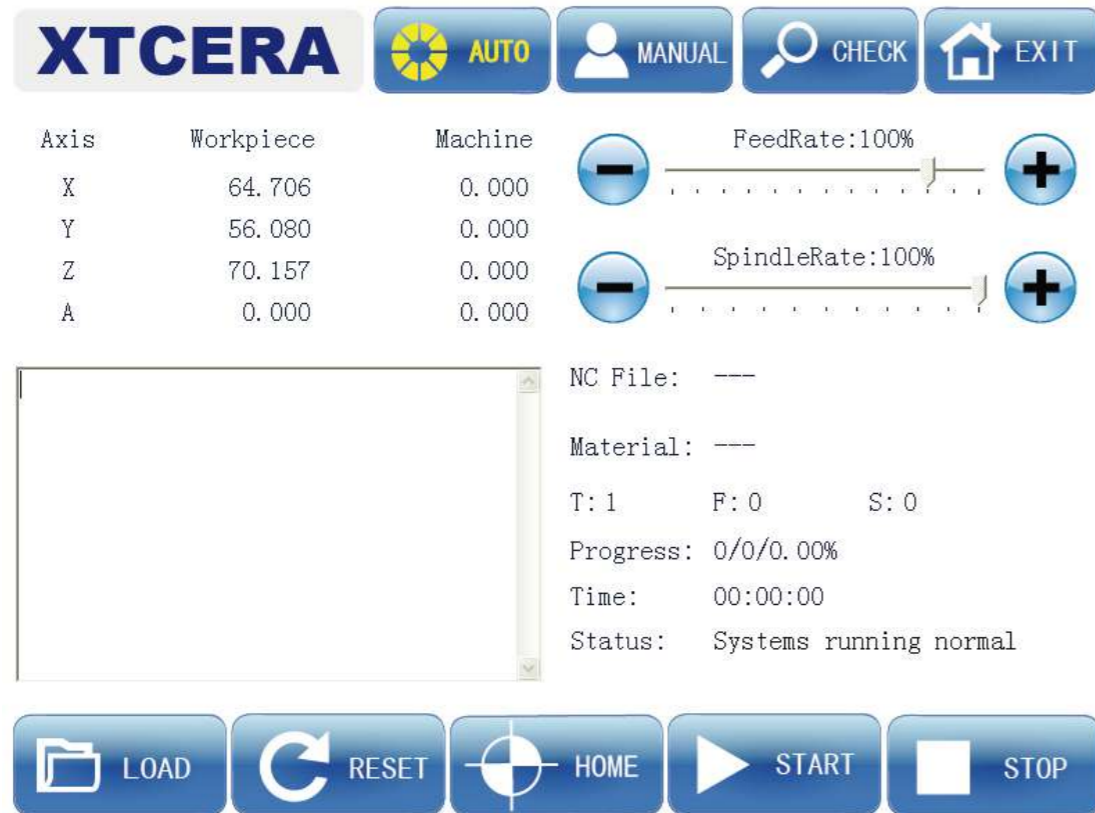 XTCERA AUTO MANUAL CHECK EXIT
Axis Workpiece Machine
X 64.706 0.000
Y 56.080 0.000
Z 70.157 0.000
A 0.000 0.000
FeedRate:100%
SpindleRate:100%
NC File: ---
Material: ---
T:1 F:0 S:0
Progress: 0/0/0.00%
Time: 00:00:00
Status: Systems running normal
LOAD RESET HOME START STOP